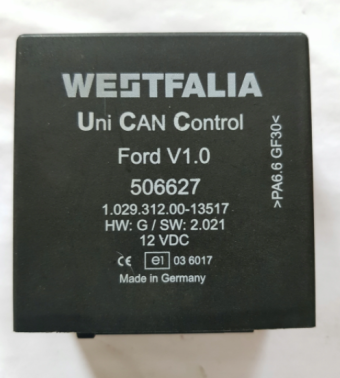 WESTFALIA
Uni CAN Control
Ford V1.0
506627
1.029.312.00-13517
HW: G / SW: 2.021
12 VDC
CE e1 03 6017
Made in Germany
>PA6.6 GF30<